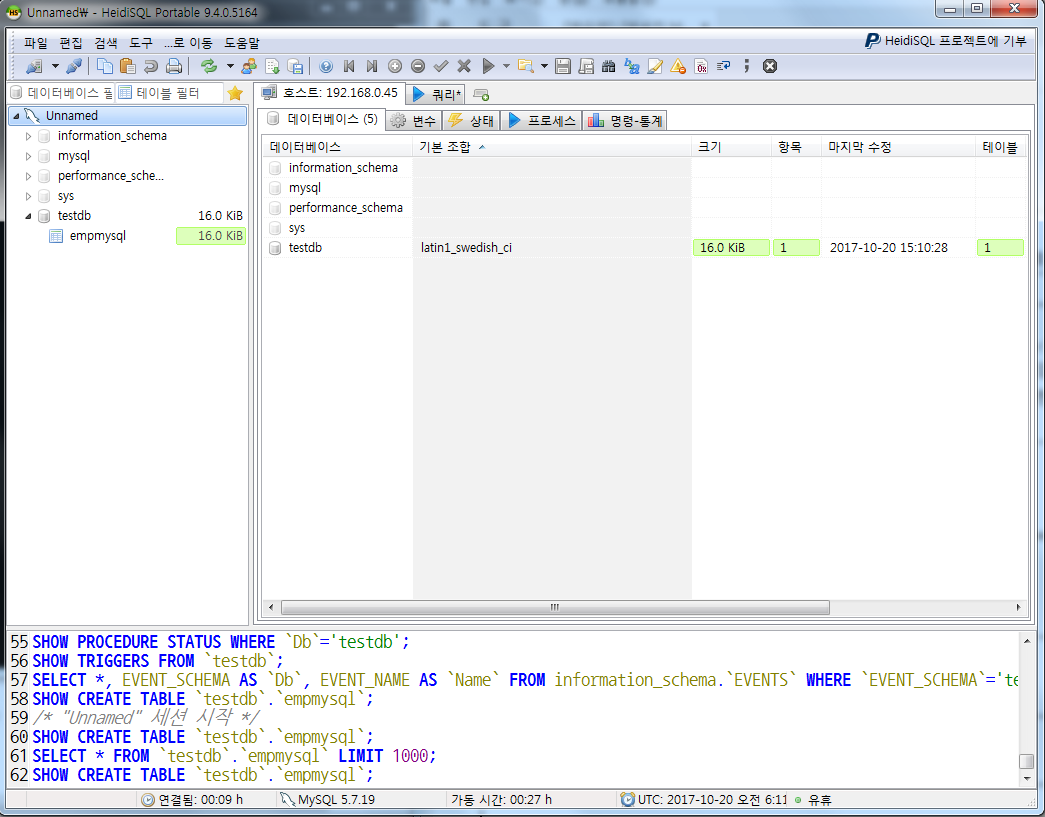 Unnamed₩ - HeidiSQL Portable 9.4.0.5164
파일 편집 검색 도구 ...로 이동 도움말
HeidiSQL 프로젝트에 기부
데이터베이스 필 테이블 필터
호스트: 192.168.0.45 쿼리*
Unnamed
information_schema
mysql
performance_sche...
sys
testdb 16.0 KiB
empmysql 16.0 KiB
데이터베이스 (5) 변수 상태 프로세스 명령-통계
데이터베이스 기본 조합 크기 항목 마지막 수정 테이블
information_schema
mysql
performance_schema
sys
testdb latin1_swedish_ci 16.0 KiB 1 2017-10-20 15:10:28 1
55 SHOW PROCEDURE STATUS WHERE `Db`='testdb';
56 SHOW TRIGGERS FROM `testdb`;
57 SELECT *, EVENT_SCHEMA AS `Db`, EVENT_NAME AS `Name` FROM information_schema.`EVENTS` WHERE `EVENT_SCHEMA`='te
58 SHOW CREATE TABLE `testdb`.`empmysql`;
59 /* "Unnamed" 세션 시작 */
60 SHOW CREATE TABLE `testdb`.`empmysql`;
61 SELECT * FROM `testdb`.`empmysql` LIMIT 1000;
62 SHOW CREATE TABLE `testdb`.`empmysql`;
연결됨: 00:09 h MySQL 5.7.19 가동 시간: 00:27 h UTC: 2017-10-20 오전 6:11 유휴